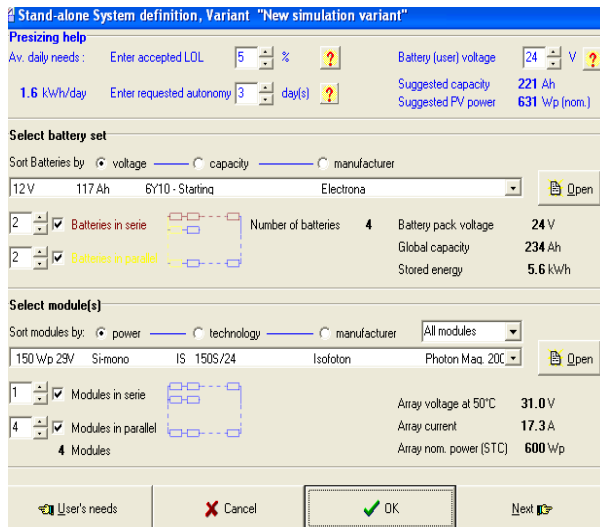 Stand-alone System definition, Variant "New simulation variant"
Presizing help
Av. daily needs : Enter accepted LOL 5 % ? Battery (user) voltage 24 V ?
1.6 kWh/day Enter requested autonomy 3 day(s) ? Suggested capacity 221 Ah
Suggested PV power 631 Wp (nom.)
Select battery set
Sort Batteries by voltage capacity manufacturer
12 V 117 Ah 6Y10 - Starting Electrona Open
2 Batteries in serie Number of batteries 4 Battery pack voltage 24 V
Global capacity 234 Ah
2 Batteries in parallel Stored energy 5.6 kWh
Select module(s)
Sort modules by: power technology manufacturer All modules
150 Wp 29V Si-mono IS 150S/24 Isofoton Photon Mag. 200 Open
1 Modules in serie Array voltage at 50°C 31.0 V
4 Modules in parallel Array current 17.3 A
4 Modules Array nom. power (STC) 600 Wp
User's needs Cancel OK Next